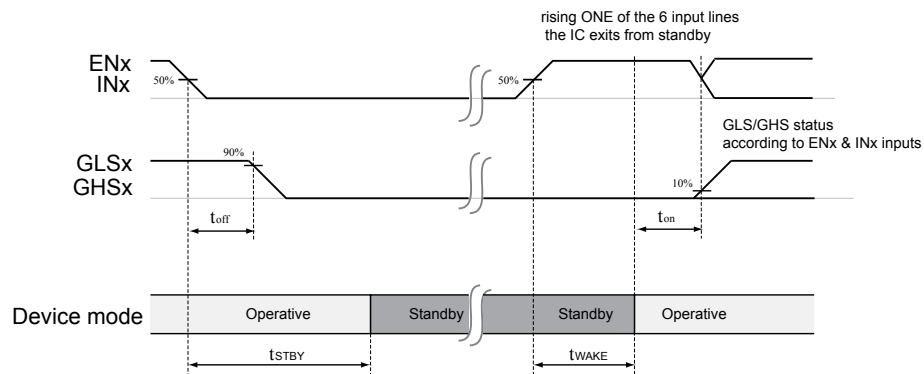 rising ONE of the 6 input lines
the IC exits from standby
ENx
INx
50%
50%
GLS/GHS status
according to ENx & INx inputs
90%
GLSx
GHSx
10%
toff
ton
Device mode
Operative
Standby
Standby
Operative
tSTBY
tWAKE